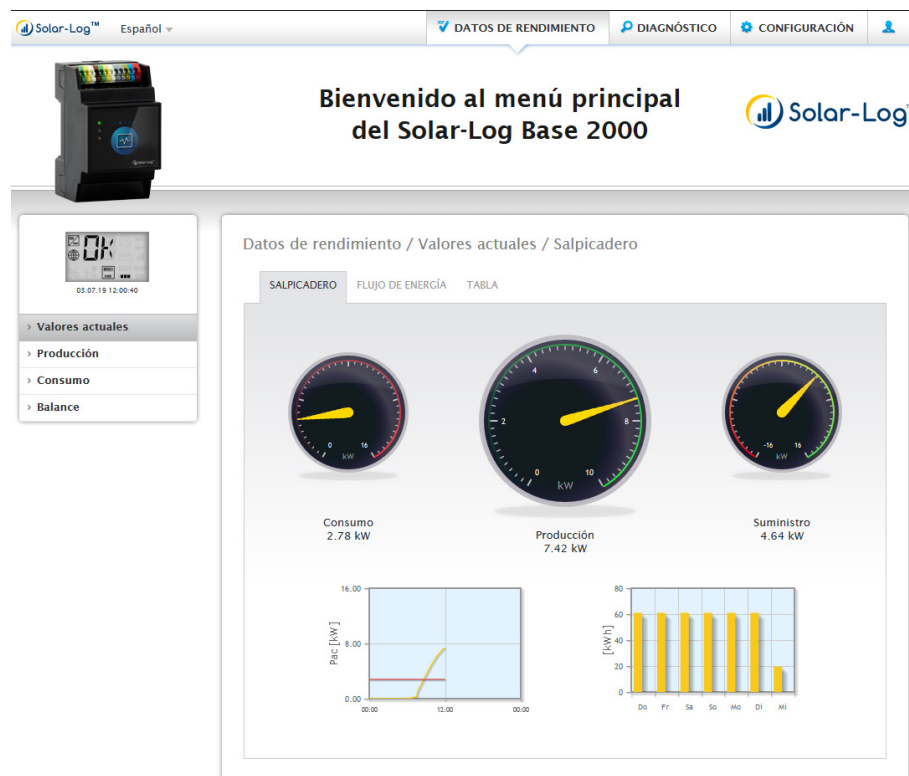 Solar-Log™
Español
DATOS DE RENDIMIENTO
DIAGNÓSTICO
CONFIGURACIÓN
Bienvenido al menú principal
del Solar-Log Base 2000
Solar-Log
OK
03.07.19 12:00:40
Valores actuales
Producción
Consumo
Balance
Datos de rendimiento / Valores actuales / Salpicadero
SALPICADERO
FLUJO DE ENERGÍA
TABLA
0 16
kW
Consumo
2.78 kW
4 6
2 8
0 10
kW
Producción
7.42 kW
-16 16
kW
Suministro
4.64 kW
16.00
8.00
0.00
Pac [kW]
00:00 12:00 00:00
80
60
40
20
0
[kWh]
Do Fr Sa So Mo Di Mi